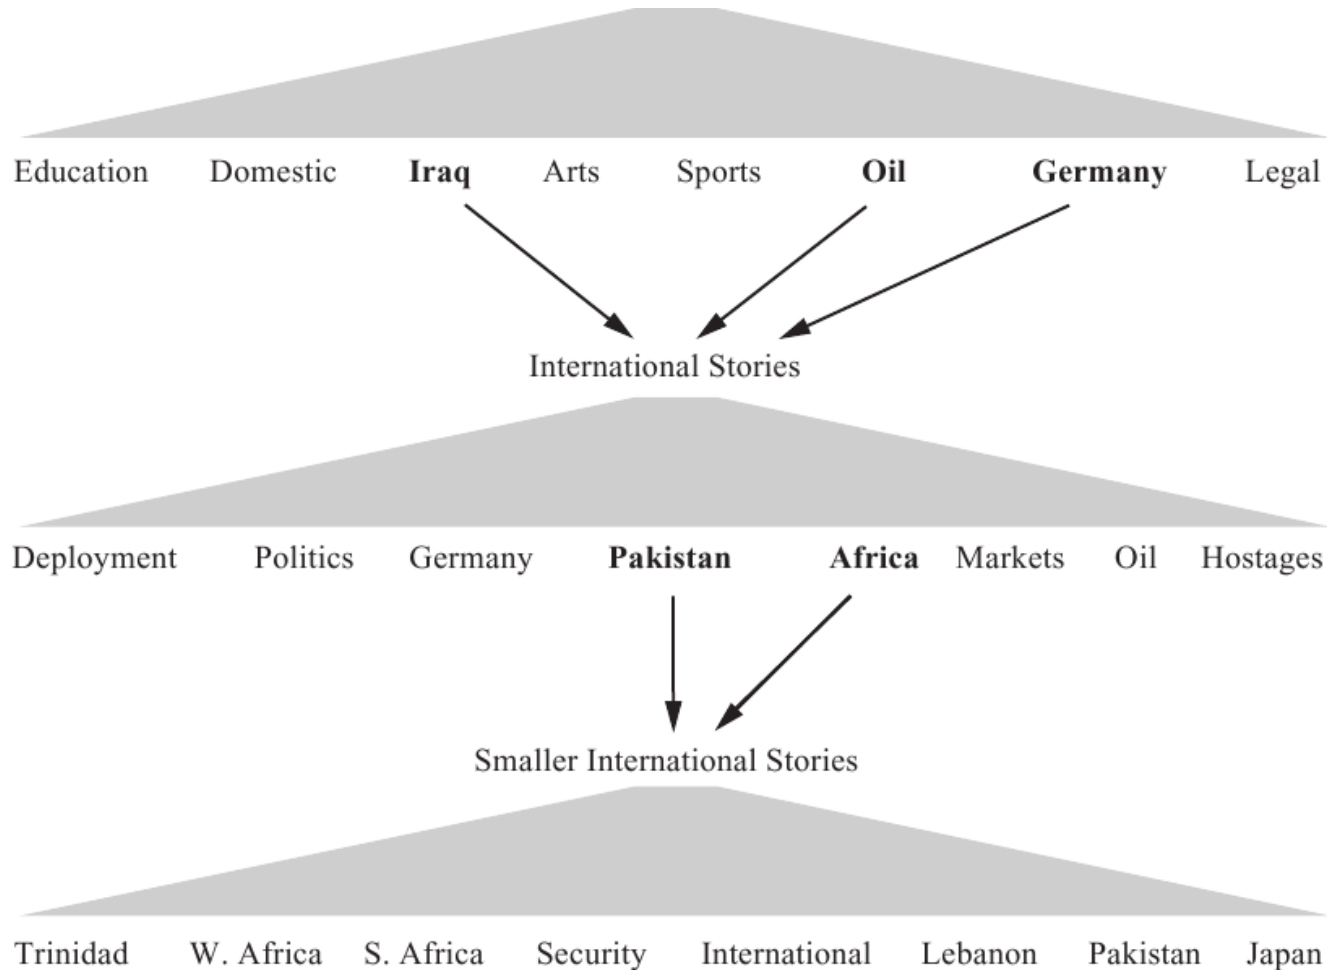 Education Domestic Iraq Arts Sports Oil Germany Legal
International Stories
Deployment Politics Germany Pakistan Africa Markets Oil Hostages
Smaller International Stories
Trinidad W. Africa S. Africa Security International Lebanon Pakistan Japan